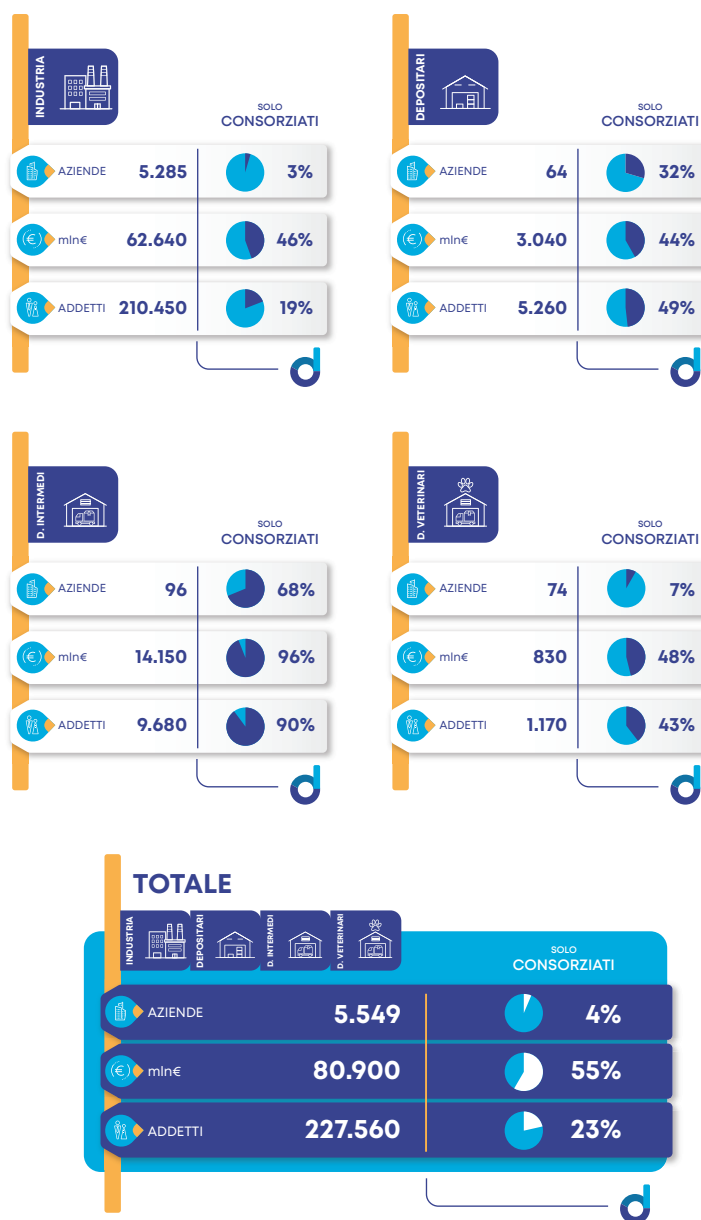 INDUSTRIA
SOLO
CONSORZIATI
AZIENDE 5.285 3%
mln€ 62.640 46%
ADDETTI 210.450 19%
DEPOSITARI
SOLO
CONSORZIATI
AZIENDE 64 32%
mln€ 3.040 44%
ADDETTI 5.260 49%
D. INTERMEDI
SOLO
CONSORZIATI
AZIENDE 96 68%
mln€ 14.150 96%
ADDETTI 9.680 90%
D. VETERINARI
SOLO
CONSORZIATI
AZIENDE 74 7%
mln€ 830 48%
ADDETTI 1.170 43%
TOTALE
INDUSTRIA
DEPOSITARI
D. INTERMEDI
D. VETERINARI
SOLO
CONSORZIATI
AZIENDE 5.549 4%
mln€ 80.900 55%
ADDETTI 227.560 23%